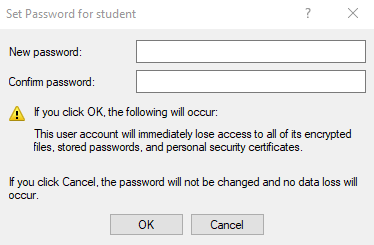 Set Password for student
New password:
Confirm password:
If you click OK, the following will occur:
This user account will immediately lose access to all of its encrypted
files, stored passwords, and personal security certificates.
If you click Cancel, the password will not be changed and no data loss will
occur.
OK Cancel